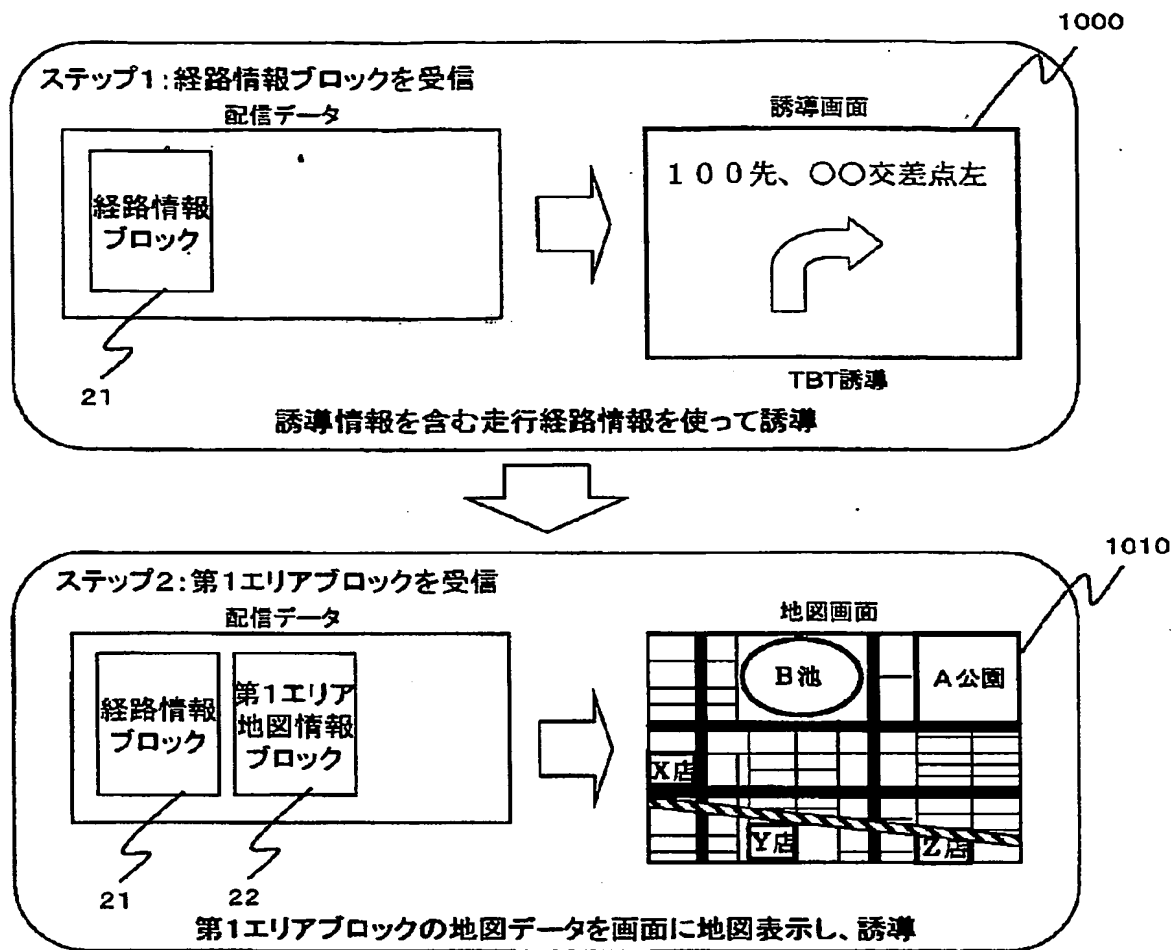 1000
ステップ1:経路情報ブロックを受信
配信データ
経路情報
ブロック
21
誘導画面
100先、○○交差点左
TBT誘導
誘導情報を含む走行経路情報を使って誘導
1010
ステップ2:第1エリアブロックを受信
配信データ
経路情報
ブロック
第1エリア
地図情報
ブロック
21
22
地図画面
B池
A公園
X店
Y店
Z店
第1エリアブロックの地図データを画面に地図表示し、誘導